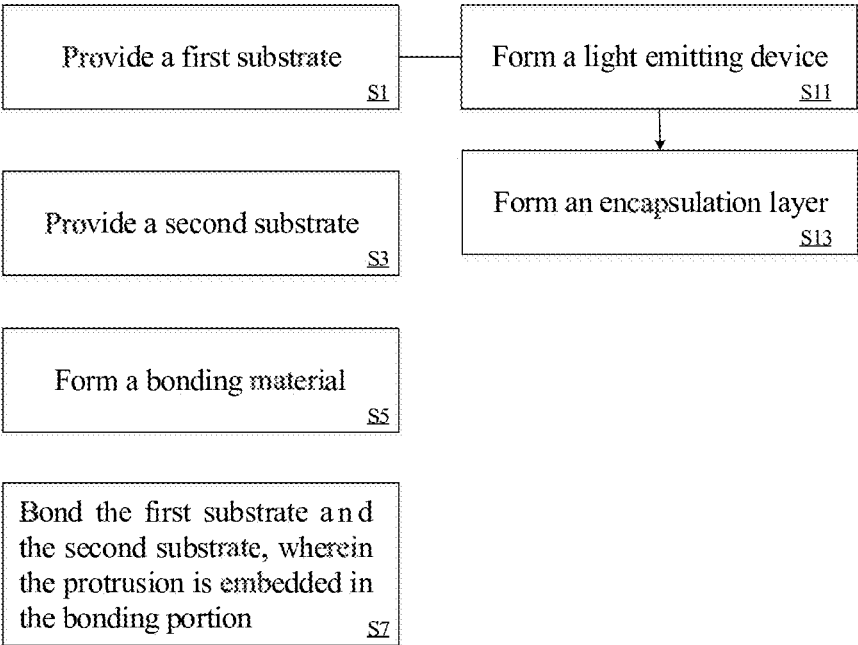 Provide a first substrate
S1
Form a light emitting device
S11
Form an encapsulation layer
S13
Provide a second substrate
S3
Form a bonding material
S5
Bond the first substrate and
the second substrate, wherein
the protrusion is embedded in
the bonding portion
S7